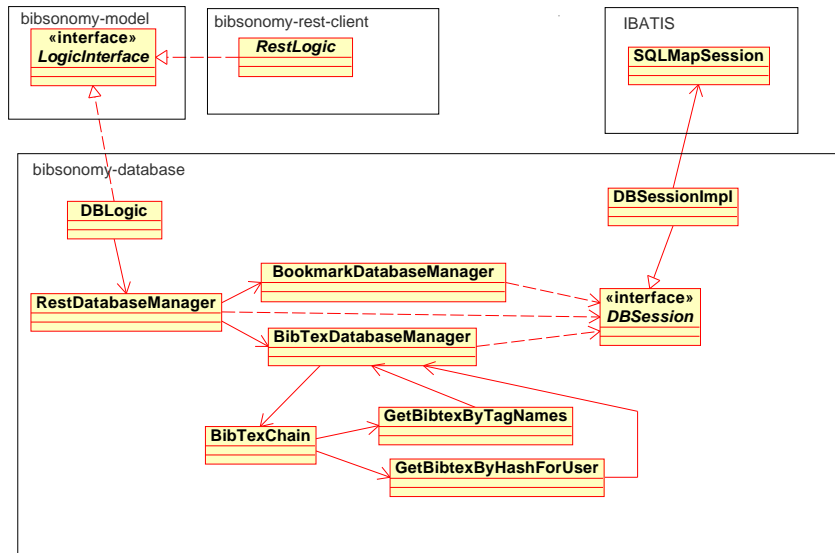 bibsonomy-model
«interface»
LogicInterface
bibsonomy-rest-client
RestLogic
IBATIS
SQLMapSession
bibsonomy-database
DBLogic
DBSessionImpl
RestDatabaseManager
BookmarkDatabaseManager
«interface»
DBSession
BibTexDatabaseManager
BibTexChain
GetBibtexByTagNames
GetBibtexByHashForUser